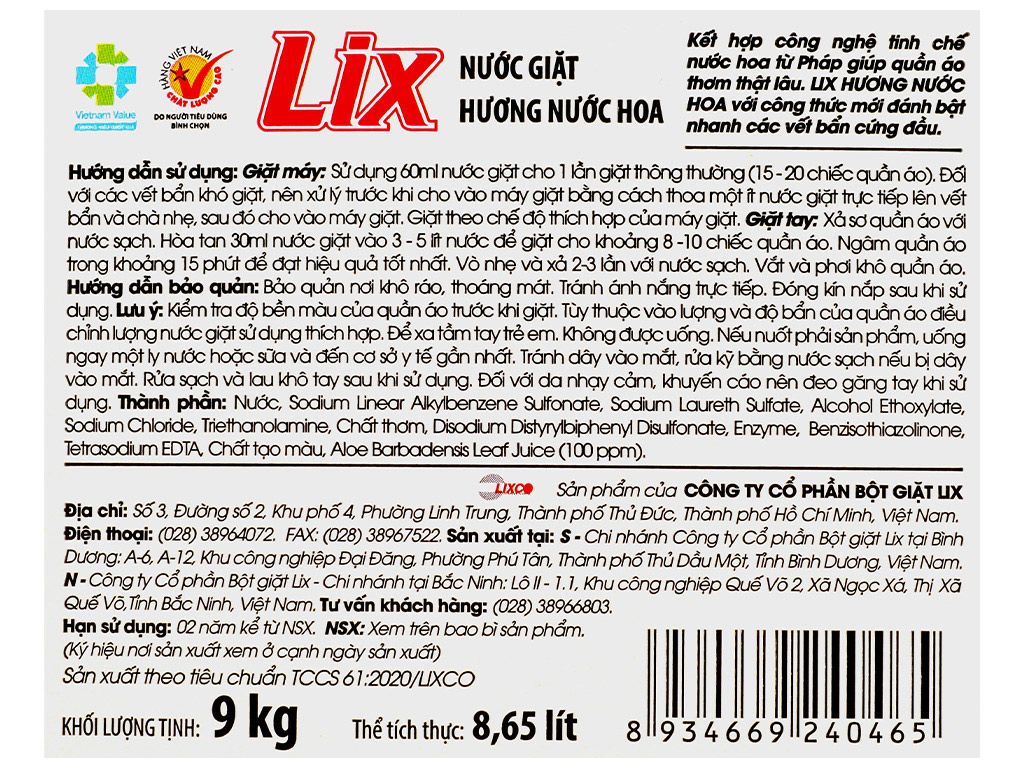 Vietnam Value
HÀNG VIỆT NAM
CHẤT LƯỢNG CAO
DO NGƯỜI TIÊU DÙNG
BÌNH CHỌN
Lix
NƯỚC GIẶT
HƯƠNG NƯỚC HOA
Kết hợp công nghệ tinh chế
nước hoa từ Pháp giúp quần áo
thơm thật lâu. LIX HƯƠNG NƯỚC
HOA với công thức mới đánh bật
nhanh các vết bẩn cứng đầu.
Hướng dẫn sử dụng: Giặt máy: Sử dụng 60ml nước giặt cho 1 lần giặt thông thường (15 - 20 chiếc quần áo). Đối
với các vết bẩn khó giặt, nên xử lý trước khi cho vào máy giặt bằng cách thoa một ít nước giặt trực tiếp lên vết
bẩn và chà nhẹ, sau đó cho vào máy giặt. Giặt theo chế độ thích hợp của máy giặt. Giặt tay: Xả sơ quần áo với
nước sạch. Hòa tan 30ml nước giặt vào 3 - 5 lít nước để giặt cho khoảng 8 -10 chiếc quần áo. Ngâm quần áo
trong khoảng 15 phút để đạt hiệu quả tốt nhất. Vò nhẹ và xả 2-3 lần với nước sạch. Vắt và phơi khô quần áo.
Hướng dẫn bảo quản: Bảo quản nơi khô ráo, thoáng mát. Tránh ánh nắng trực tiếp. Đóng kín nắp sau khi sử
dụng. Lưu ý: Kiểm tra độ bền màu của quần áo trước khi giặt. Tùy thuộc vào lượng và độ bẩn của quần áo điều
chỉnh lượng nước giặt sử dụng thích hợp. Để xa tầm tay trẻ em. Không được uống. Nếu nuốt phải sản phẩm, uống
ngay một ly nước hoặc sữa và đến cơ sở y tế gần nhất. Tránh dây vào mắt, rửa kỹ bằng nước sạch nếu bị dây
vào mắt. Rửa sạch và lau khô tay sau khi sử dụng. Đối với da nhạy cảm, khuyến cáo nên đeo găng tay khi sử
dụng. Thành phần: Nước, Sodium Linear Alkylbenzene Sulfonate, Sodium Laureth Sulfate, Alcohol Ethoxylate,
Sodium Chloride, Triethanolamine, Chất thơm, Disodium Distyrylbiphenyl Disulfonate, Enzyme, Benzisothiazolinone,
Tetrasodium EDTA, Chất tạo màu, Aloe Barbadensis Leaf Juice (100 ppm).
LIXCO Sản phẩm của CÔNG TY CỔ PHẦN BỘT GIẶT LIX
Địa chỉ: Số 3, Đường số 2, Khu phố 4, Phường Linh Trung, Thành phố Thủ Đức, Thành phố Hồ Chí Minh, Việt Nam.
Điện thoại: (028) 38964072. FAX: (028) 38967522. Sản xuất tại: S - Chi nhánh Công ty Cổ phần Bột giặt Lix tại Bình
Dương: A-6, A-12, Khu công nghiệp Đại Đăng, Phường Phú Tân, Thành phố Thủ Dầu Một, Tỉnh Bình Dương, Việt Nam.
N - Công ty Cổ phần Bột giặt Lix - Chi nhánh tại Bắc Ninh: Lô II - 1.1, Khu công nghiệp Quế Võ 2, Xã Ngọc Xá, Thị Xã
Quế Võ,Tỉnh Bắc Ninh, Việt Nam. Tư vấn khách hàng: (028) 38966803.
Hạn sử dụng: 02 năm kể từ NSX. NSX: Xem trên bao bì sản phẩm.
(Ký hiệu nơi sản xuất xem ở cạnh ngày sản xuất)
Sản xuất theo tiêu chuẩn TCCS 61:2020/LIXCO
KHỐI LƯỢNG TỊNH: 9 kg Thể tích thực: 8,65 lít
8 934669 240465